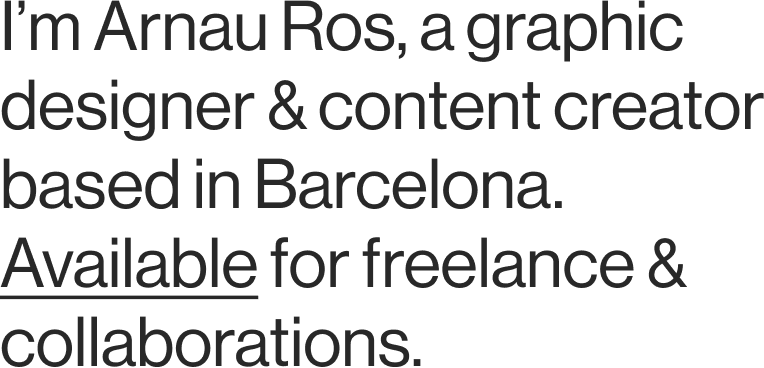 I’m Arnau Ros, a graphic
designer & content creator
based in Barcelona.
Available for freelance &
collaborations.